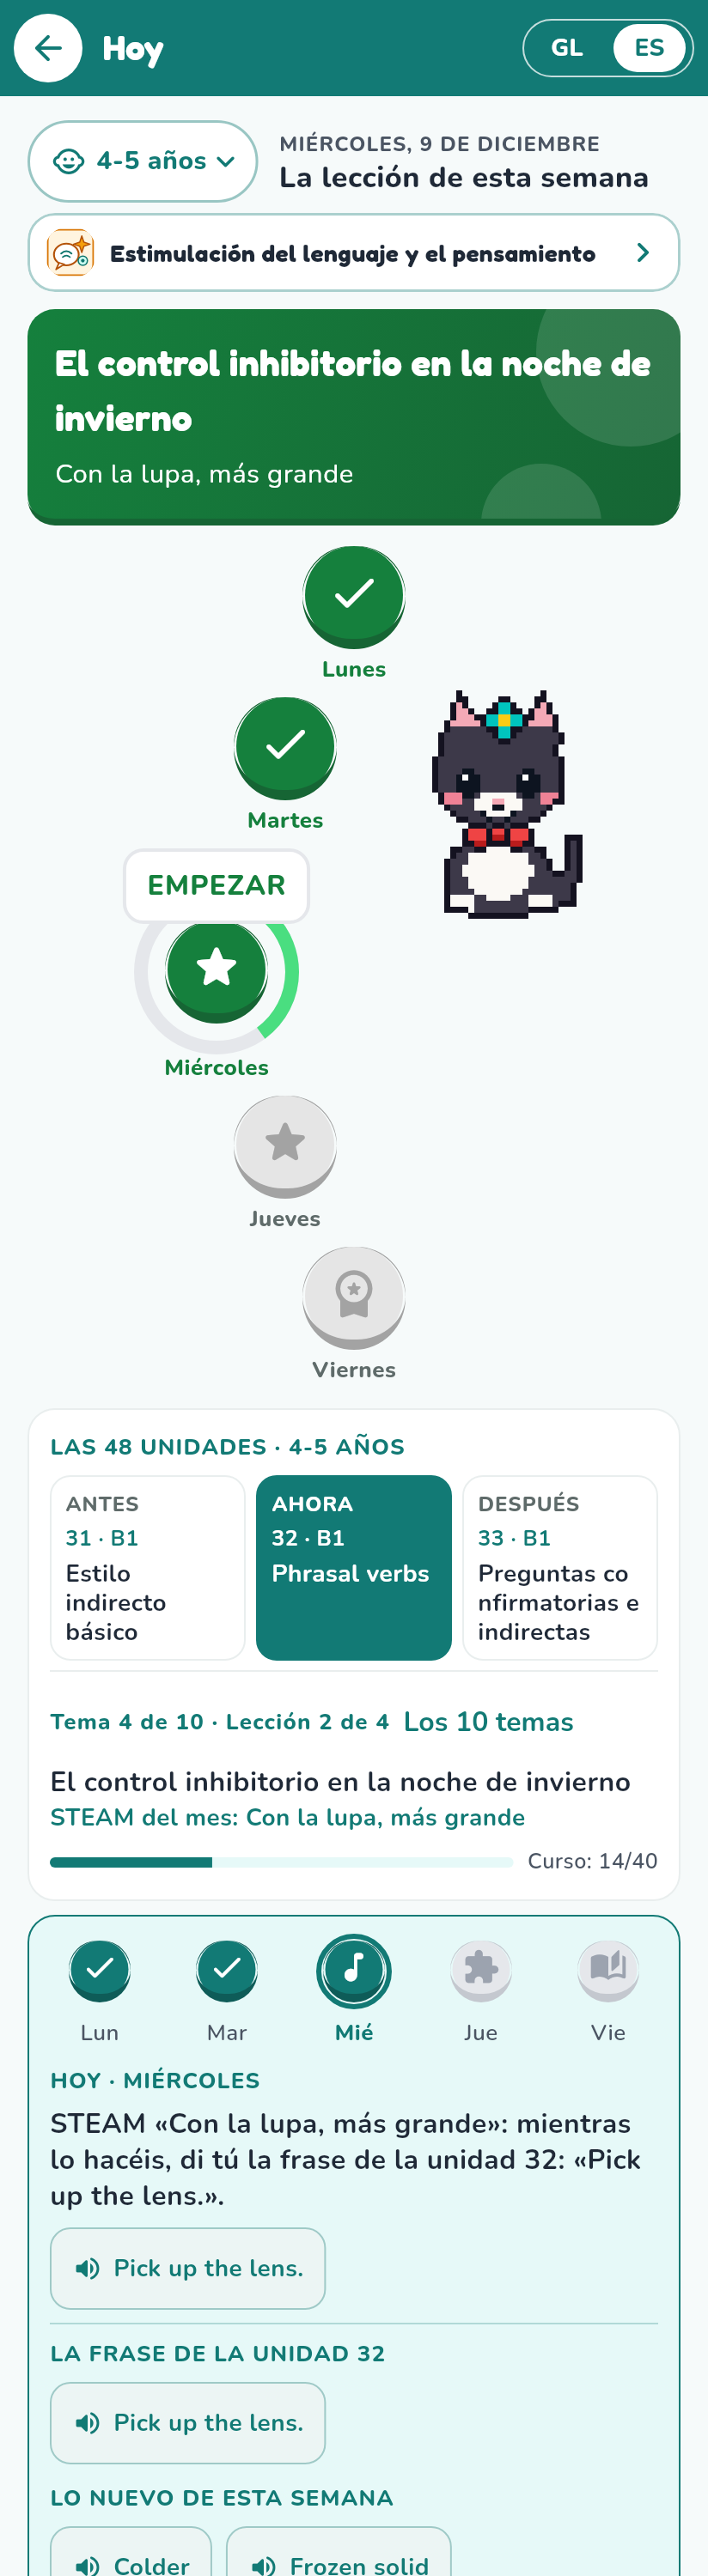 Hoy
GL
ES
4-5 años
MIÉRCOLES, 9 DE DICIEMBRE
La lección de esta semana
Estimulación del lenguaje y el pensamiento
El control inhibitorio en la noche de
invierno
Con la lupa, más grande
Lunes
Martes
EMPEZAR
Miércoles
Jueves
Viernes
LAS 48 UNIDADES · 4-5 AÑOS
ANTES
31 · B1
Estilo
indirecto
básico
AHORA
32 · B1
Phrasal verbs
DESPUÉS
33 · B1
Preguntas co
nfirmatorias e
indirectas
Tema 4 de 10 · Lección 2 de 4 Los 10 temas
El control inhibitorio en la noche de invierno
STEAM del mes: Con la lupa, más grande
Curso: 14/40
Lun
Mar
Mié
Jue
Vie
HOY · MIÉRCOLES
STEAM «Con la lupa, más grande»: mientras
lo hacéis, di tú la frase de la unidad 32: «Pick
up the lens.».
Pick up the lens.
LA FRASE DE LA UNIDAD 32
Pick up the lens.
LO NUEVO DE ESTA SEMANA
Colder
Frozen solid